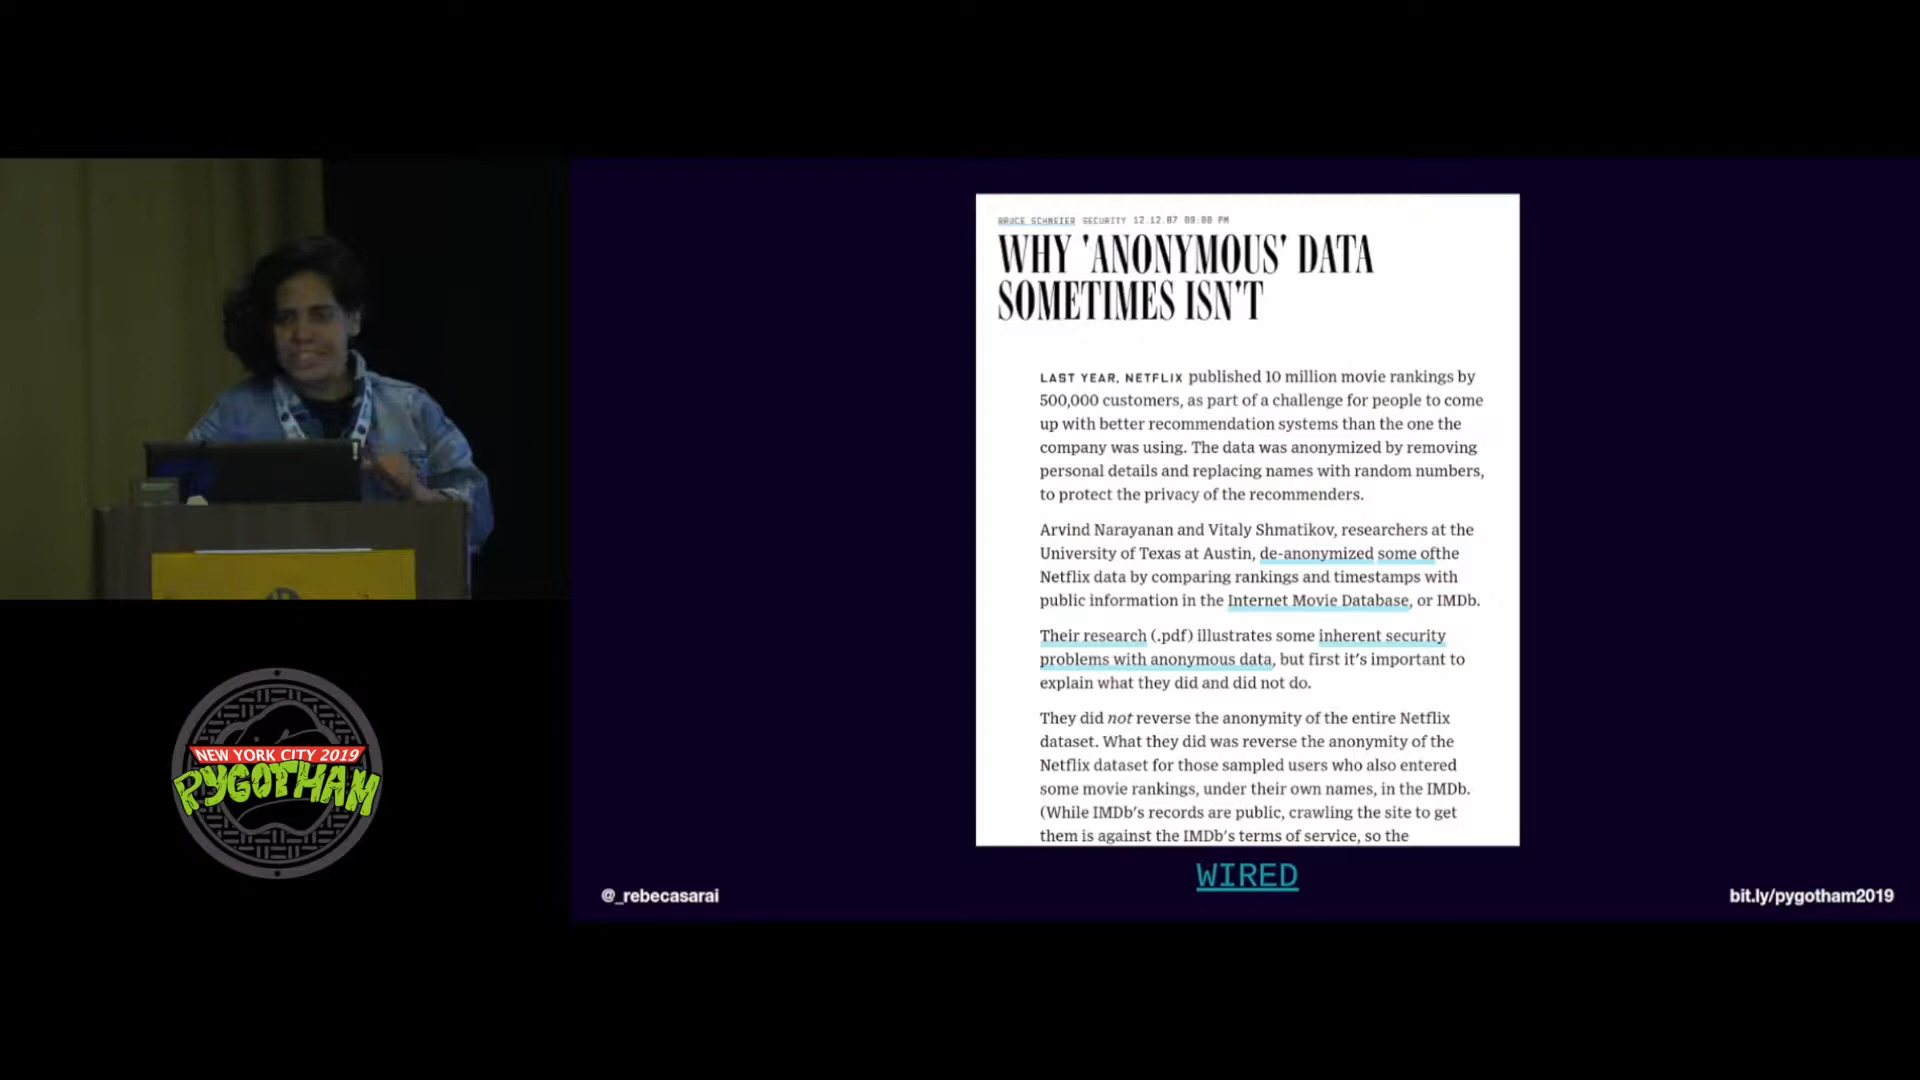 BRUCE SCHNEIER SECURITY 12.12.07 09:00 PM
WHY 'ANONYMOUS' DATA
SOMETIMES ISN'T
LAST YEAR, NETFLIX published 10 million movie rankings by
500,000 customers, as part of a challenge for people to come
up with better recommendation systems than the one the
company was using. The data was anonymized by removing
personal details and replacing names with random numbers,
to protect the privacy of the recommenders.
Arvind Narayanan and Vitaly Shmatikov, researchers at the
University of Texas at Austin, de-anonymized some ofthe
Netflix data by comparing rankings and timestamps with
public information in the Internet Movie Database, or IMDb.
Their research (.pdf) illustrates some inherent security
problems with anonymous data, but first it's important to
explain what they did and did not do.
They did not reverse the anonymity of the entire Netflix
dataset. What they did was reverse the anonymity of the
Netflix dataset for those sampled users who also entered
some movie rankings, under their own names, in the IMDb.
(While IMDb's records are public, crawling the site to get
them is against the IMDb's terms of service, so the
WIRED
@_rebecasarai
bit.ly/pygotham2019
NEW YORK CITY 2019
PYGOTHAM